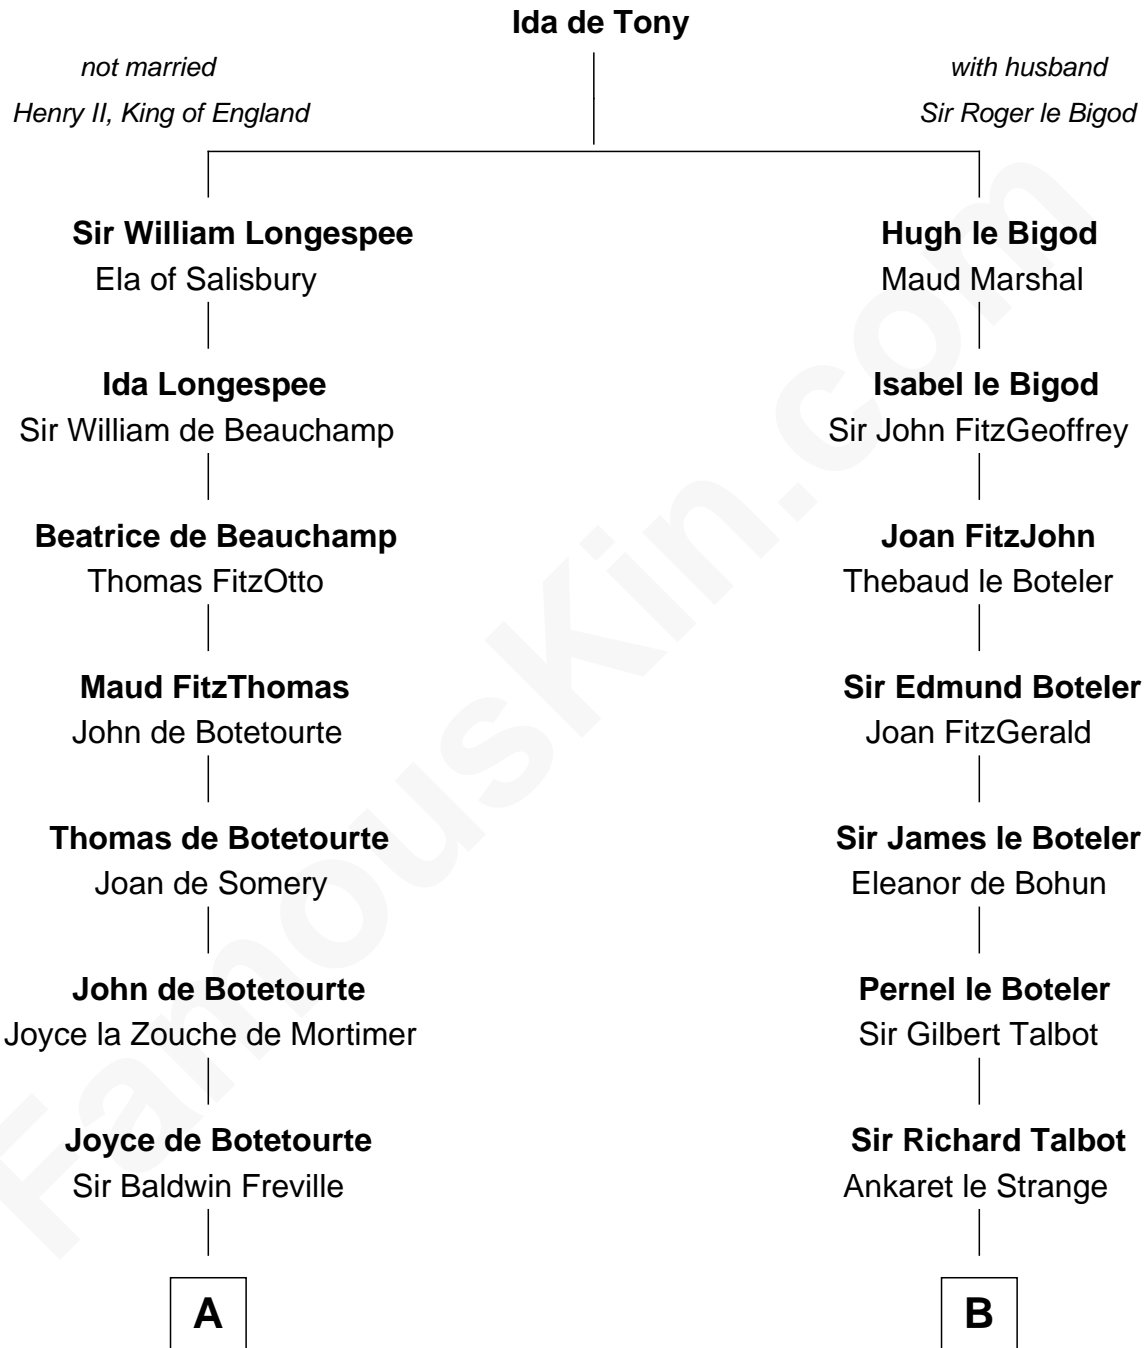 Ida de Tony
not married
Henry II, King of England
with husband
Sir Roger le Bigod
Sir William Longespee
Ela of Salisbury
Hugh le Bigod
Maud Marshal
Ida Longespee
Sir William de Beauchamp
Isabel le Bigod
Sir John FitzGeoffrey
Beatrice de Beauchamp
Thomas FitzOtto
Joan FitzJohn
Thebaud le Boteler
Maud FitzThomas
John de Botetourte
Sir Edmund Boteler
Joan FitzGerald
Thomas de Botetourte
Joan de Somery
Sir James le Boteler
Eleanor de Bohun
John de Botetourte
Joyce la Zouche de Mortimer
Pernel le Boteler
Sir Gilbert Talbot
Joyce de Botetourte
Sir Baldwin Freville
Sir Richard Talbot
Ankaret le Strange
A
B
FamousKin.com